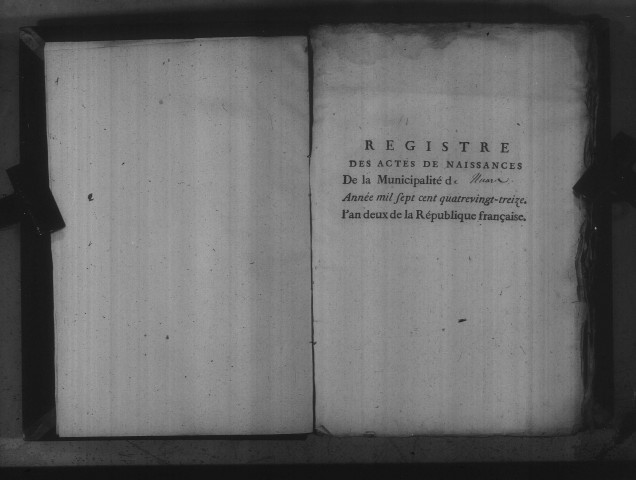 REGISTRE
DES ACTES DE NAISSANCES
De la Municipalité de
Année mil ſept cent quatrevingt-treize.
l'an deux de la République françaiſe.